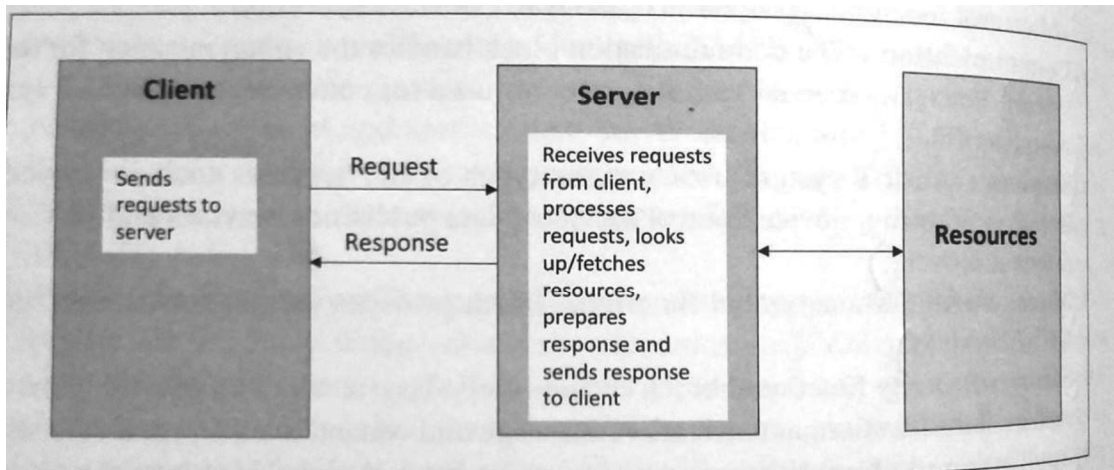 Client
Sends
requests to
server
Request
Response
Server
Receives requests
from client,
processes
requests, looks
up/fetches
resources,
prepares
response and
sends response
to client
Resources